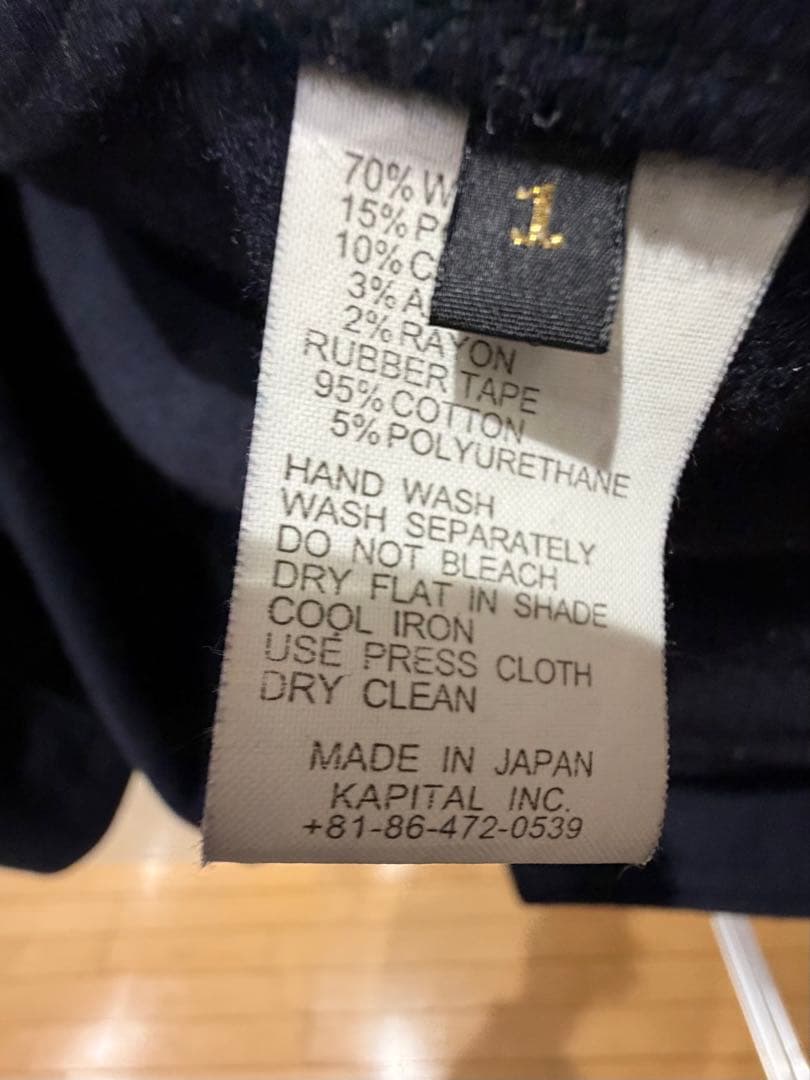 1
70% W
15% P
10% C
3% A
2% RAYON
RUBBER TAPE
95% COTTON
5% POLYURETHANE
HAND WASH
WASH SEPARATELY
DO NOT BLEACH
DRY FLAT IN SHADE
COOL IRON
USE PRESS CLOTH
DRY CLEAN
MADE IN JAPAN
KAPITAL INC.
+81-86-472-0539